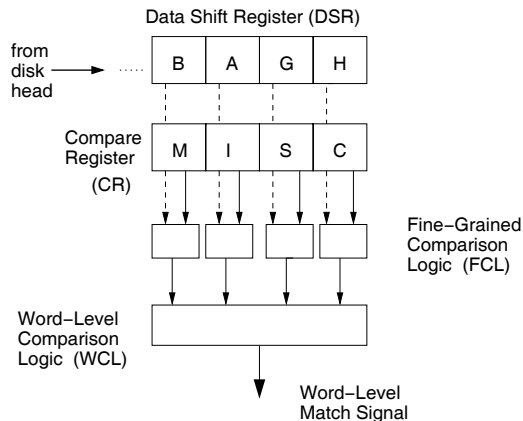 Data Shift Register (DSR)
from
disk
head
B A G H
Compare
Register
(CR)
M I S C
Fine−Grained
Comparison
Logic (FCL)
Word−Level
Comparison
Logic (WCL)
Word−Level
Match Signal